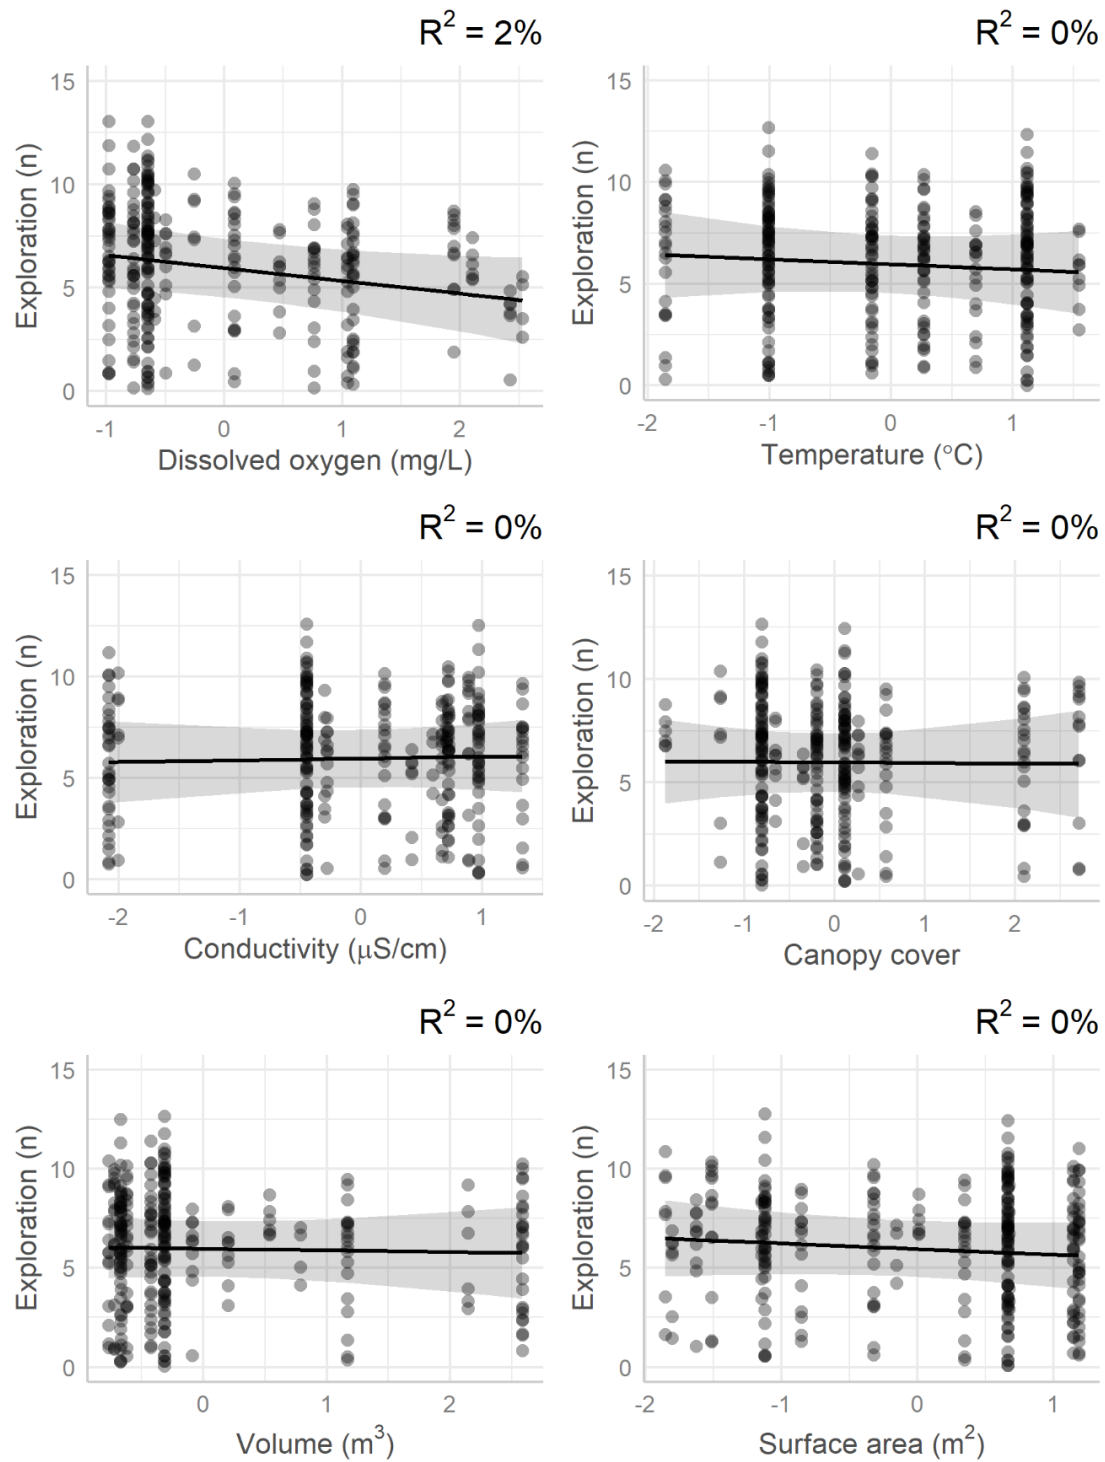 R² = 2%
15
10
5
0
Exploration (n)
-1 0 1 2
Dissolved oxygen (mg/L)
R² = 0%
15
10
5
0
Exploration (n)
-2 -1 0 1
Temperature (°C)
R² = 0%
15
10
5
0
Exploration (n)
-2 -1 0 1
Conductivity (µS/cm)
R² = 0%
15
10
5
0
Exploration (n)
-2 -1 0 1 2
Canopy cover
R² = 0%
15
10
5
0
Exploration (n)
0 1 2
Volume (m³)
R² = 0%
15
10
5
0
Exploration (n)
-2 -1 0 1
Surface area (m²)